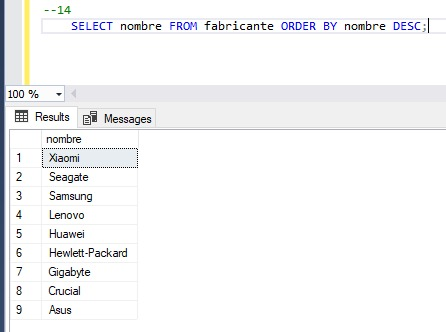 --14
SELECT nombre FROM fabricante ORDER BY nombre DESC;
100 %
Results Messages
nombre
1 Xiaomi
2 Seagate
3 Samsung
4 Lenovo
5 Huawei
6 Hewlett-Packard
7 Gigabyte
8 Crucial
9 Asus